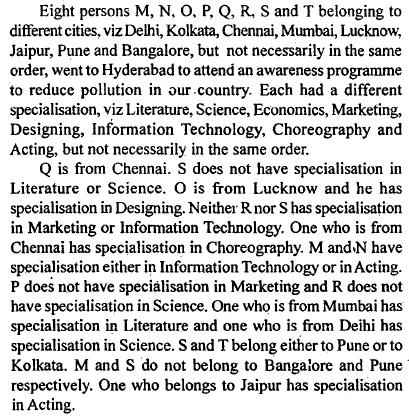 Eight persons M, N, O, P, Q, R, S and T belonging to
different cities, viz Delhi, Kolkata, Chennai, Mumbai, Lucknow,
Jaipur, Pune and Bangalore, but not necessarily in the same
order, went to Hyderabad to attend an awareness programme
to reduce pollution in our country. Each had a different
specialisation, viz Literature, Science, Economics, Marketing,
Designing, Information Technology, Choreography and
Acting, but not necessarily in the same order.
Q is from Chennai. S does not have specialisation in
Literature or Science. O is from Lucknow and he has
specialisation in Designing. Neither R nor S has specialisation
in Marketing or Information Technology. One who is from
Chennai has specialisation in Choreography. M and N have
specialisation either in Information Technology or in Acting.
P does not have specialisation in Marketing and R does not
have specialisation in Science. One who is from Mumbai has
specialisation in Literature and one who is from Delhi has
specialisation in Science. S and T belong either to Pune or to
Kolkata. M and S do not belong to Bangalore and Pune
respectively. One who belongs to Jaipur has specialisation
in Acting.